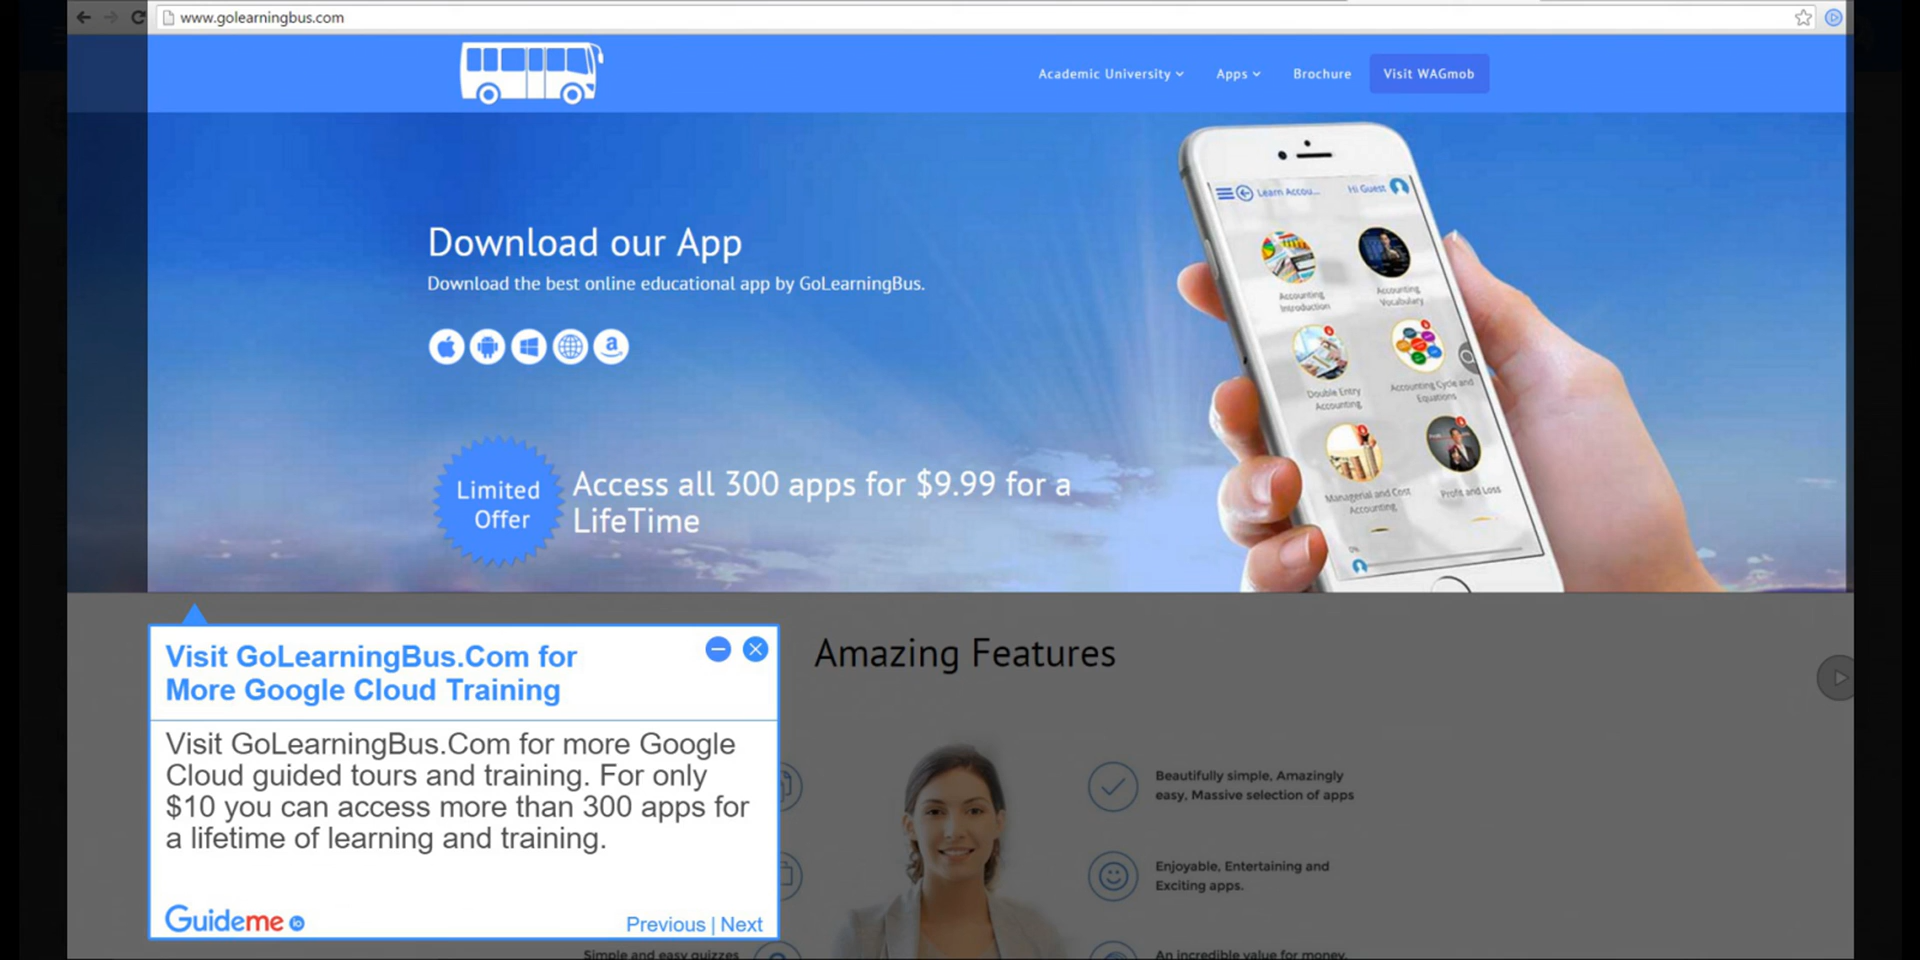 www.golearningbus.com
Academic University
Apps
Brochure
Visit WAGmob
Download our App
Download the best online educational app by GoLearningBus.
Limited
Offer
Access all 300 apps for $9.99 for a
LifeTime
Learn Accou...
Hi Guest
Accounting
Introduction
Accounting
Vocabulary
Double Entry
Accounting
Accounting Cycle and
Equations
Managerial and Cost
Accounting
Profit and Loss
0%
Visit GoLearningBus.Com for
More Google Cloud Training
Visit GoLearningBus.Com for more Google
Cloud guided tours and training. For only
$10 you can access more than 300 apps for
a lifetime of learning and training.
Guideme io
Previous | Next
Amazing Features
Beautifully simple, Amazingly
easy, Massive selection of apps
Enjoyable, Entertaining and
Exciting apps.
Simple and easy quizzes
An incredible value for money.